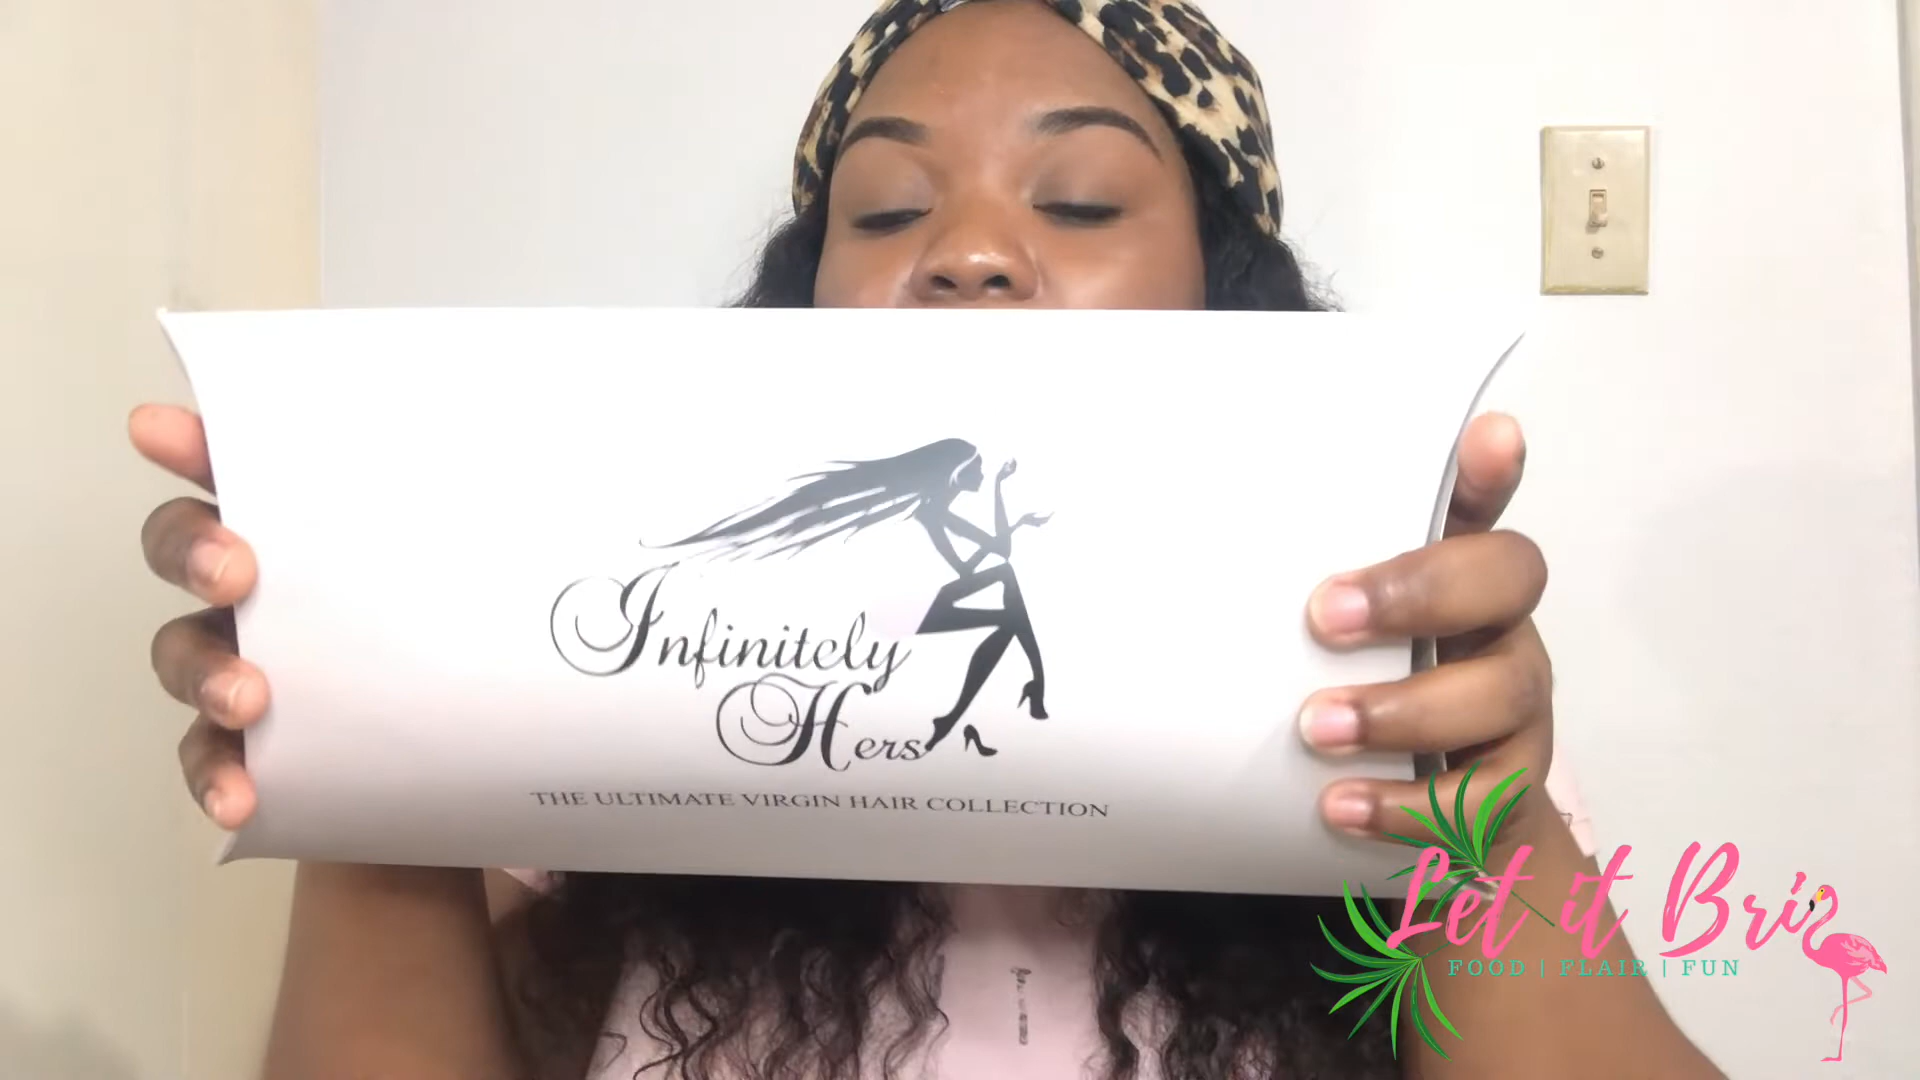 Infinitely
Hers
THE ULTIMATE VIRGIN HAIR COLLECTION
Let it Bri
FOOD | FLAIR | FUN